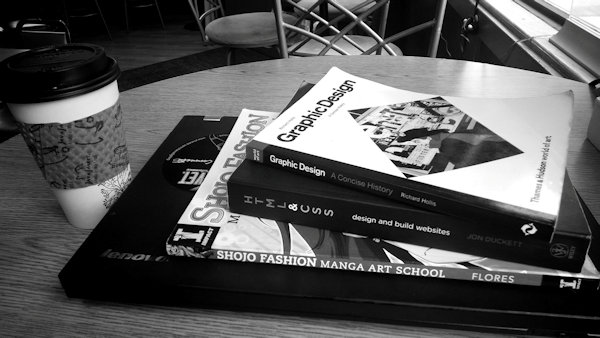 Graphic Design
Thames & Hudson world of art
Graphic Design A Concise History Richard Hollis
HTML & CSS design and build websites JON DUCKETT
SHOJO FASHION
SHOJO FASHION MANGA ART SCHOOL FLORES
lenovo